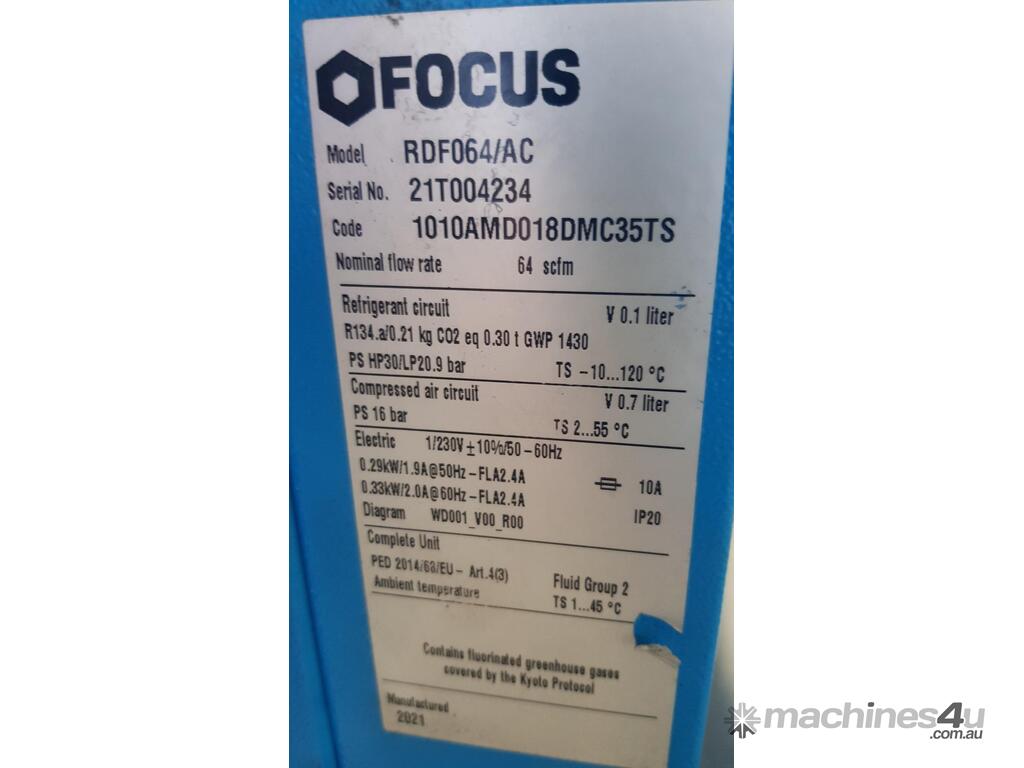 FOCUS
Model RDF064/AC
Serial No. 21T004234
Code 1010AMD018DMC35TS
Nominal flow rate 64 scfm
Refrigerant circuit V 0.1 liter
R134.a/0.21 kg CO2 eq 0.30 t GWP 1430
PS HP30/LP20.9 bar TS -10...120 °C
Compressed air circuit V 0.7 liter
PS 16 bar TS 2...55 °C
Electric 1/230V±10%/50-60Hz
0.29kW/1.9A@50Hz-FLA2.4A 10A
0.33kW/2.0A@60Hz-FLA2.4A
Diagram WD001_V00_R00 IP20
Complete Unit
PED 2014/68/EU- Art.4(3) Fluid Group 2
Ambient temperature TS 1...45 °C
Contains fluorinated greenhouse gases
covered by the Kyoto Protocol
Manufactured
2021
machines4u
.com.au